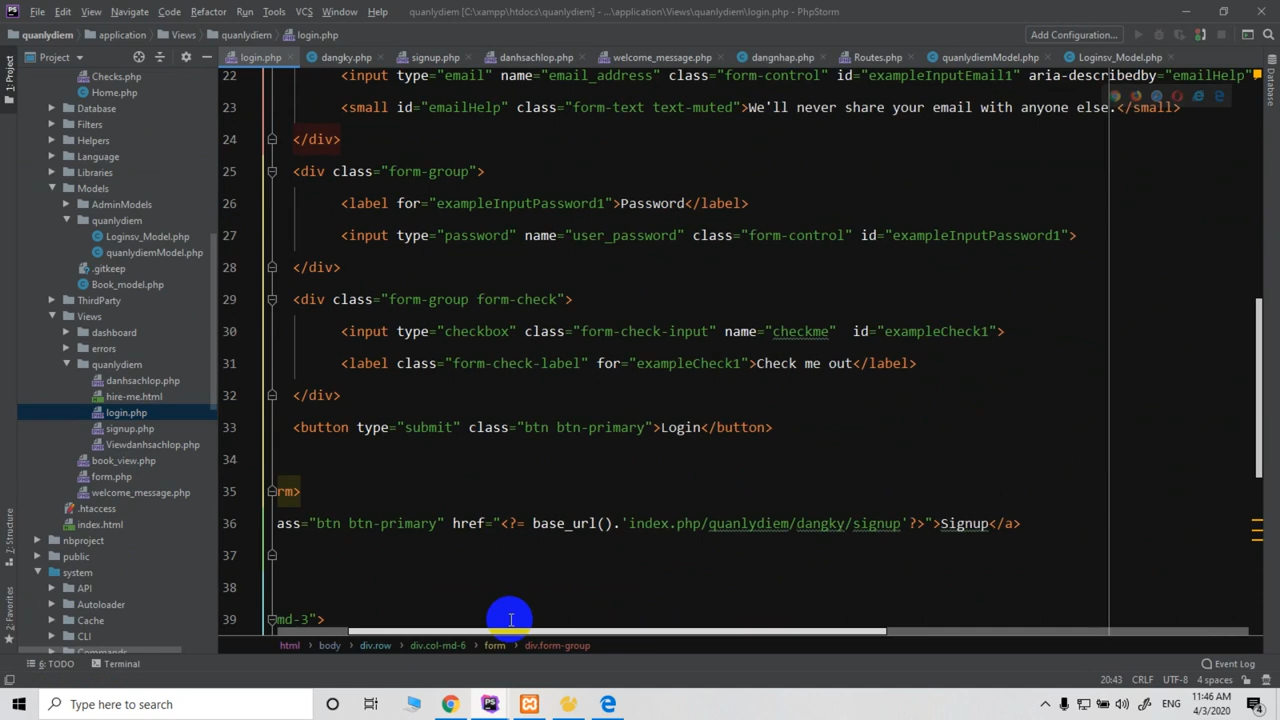 File Edit View Navigate Code Refactor Run Tools VCS Window Help quanlydiem [C:\xampp\htdocs\quanlydiem] - ...\application\Views\quanlydiem\login.php - PhpStorm
quanlydiem application Views quanlydiem login.php Add Configuration...
Project login.php dangky.php signup.php danhsachlop.php welcome_message.php dangnhap.php Routes.php quanlydiemModel.php Loginsv_Model.php
1: Project
Checks.php
Home.php
Database
Filters
Helpers
Language
Libraries
Models
AdminModels
quanlydiem
Loginsv_Model.php
quanlydiemModel.php
.gitkeep
Book_model.php
ThirdParty
Views
dashboard
errors
quanlydiem
danhsachlop.php
hire-me.html
login.php
signup.php
Viewdanhsachlop.php
book_view.php
form.php
welcome_message.php
.htaccess
index.html
nbproject
public
system
API
Autoloader
Cache
CLI
Commands
7: Structure
2: Favorites
22 <input type="email" name="email_address" class="form-control" id="exampleInputEmail1" aria-describedby="emailHelp"
23 <small id="emailHelp" class="form-text text-muted">We'll never share your email with anyone else.</small>
24 </div>
25 <div class="form-group">
26 <label for="exampleInputPassword1">Password</label>
27 <input type="password" name="user_password" class="form-control" id="exampleInputPassword1">
28 </div>
29 <div class="form-group form-check">
30 <input type="checkbox" class="form-check-input" name="checkme"  id="exampleCheck1">
31 <label class="form-check-label" for="exampleCheck1">Check me out</label>
32 </div>
33 <button type="submit" class="btn btn-primary">Login</button>
34
35 rm>
36 ass="btn btn-primary" href="<?= base_url().'index.php/quanlydiem/dangky/signup'?>">Signup</a>
37
38
39 md-3">
Database
html body div.row div.col-md-6 form div.form-group
6: TODO Terminal Event Log
20:43 CRLF UTF-8 4 spaces
Type here to search
11:46 AM
4/3/2020
4